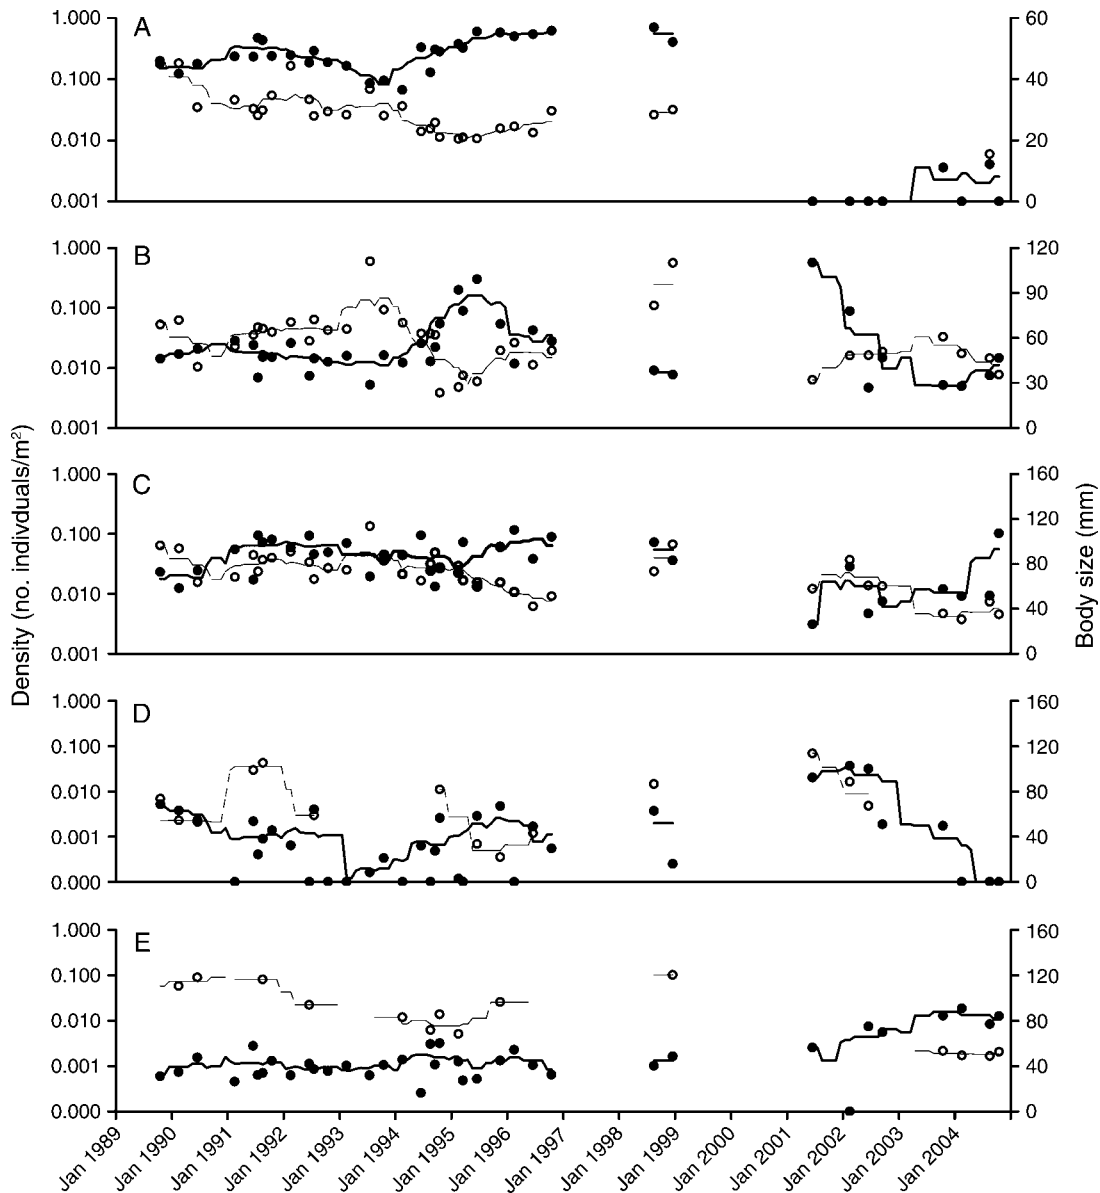 A
1.000
0.100
0.010
0.001
60
40
20
0
B
1.000
0.100
0.010
0.001
120
90
60
30
0
C
1.000
0.100
0.010
0.001
160
120
80
40
0
D
1.000
0.100
0.010
0.001
0.000
160
120
80
40
0
E
1.000
0.100
0.010
0.001
0.000
160
120
80
40
0
Density (no. indivduals/m²)
Body size (mm)
Jan 1989
Jan 1990
Jan 1991
Jan 1992
Jan 1993
Jan 1994
Jan 1995
Jan 1996
Jan 1997
Jan 1998
Jan 1999
Jan 2000
Jan 2001
Jan 2002
Jan 2003
Jan 2004